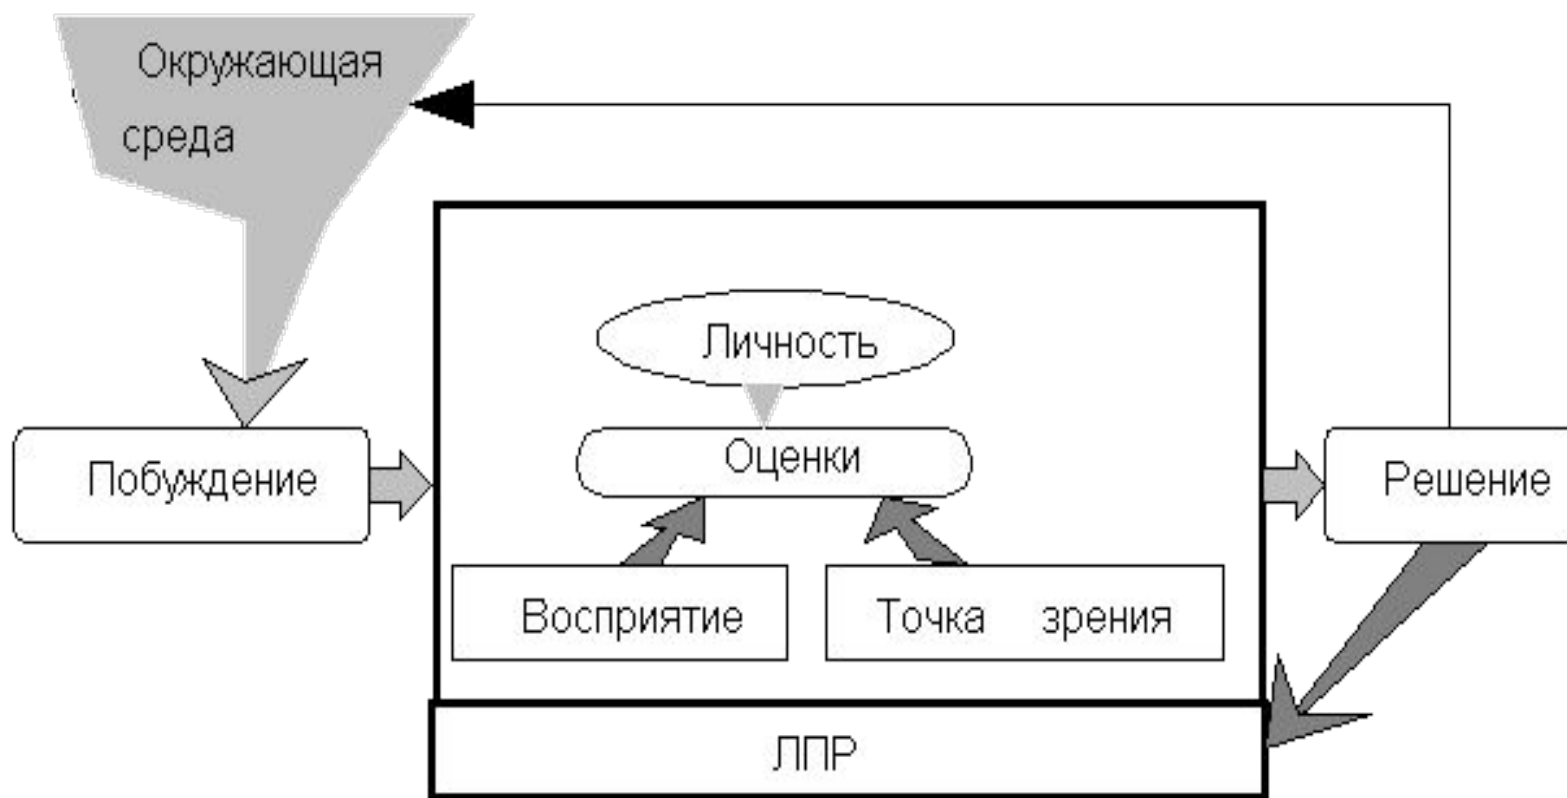 Окружающая
среда
Личность
Оценки
Побуждение
Решение
Восприятие
Точка зрения
ЛПР